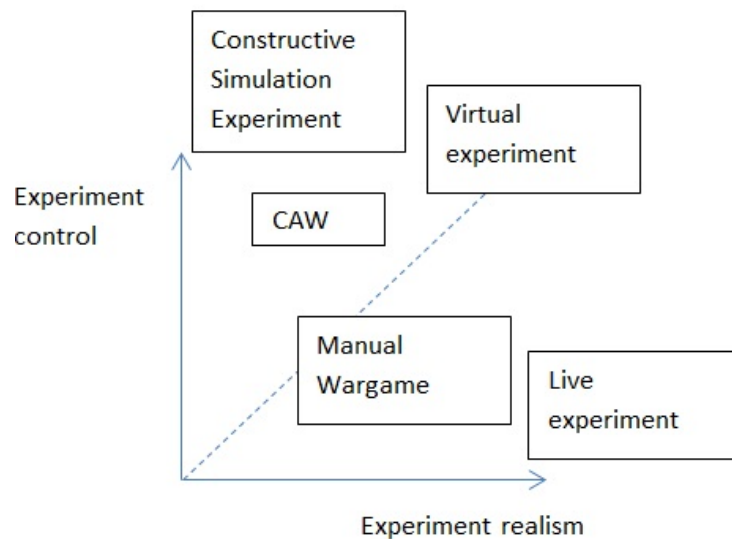 Constructive
Simulation
Experiment
Virtual
experiment
Experiment
control
CAW
Manual
Wargame
Live
experiment
Experiment realism